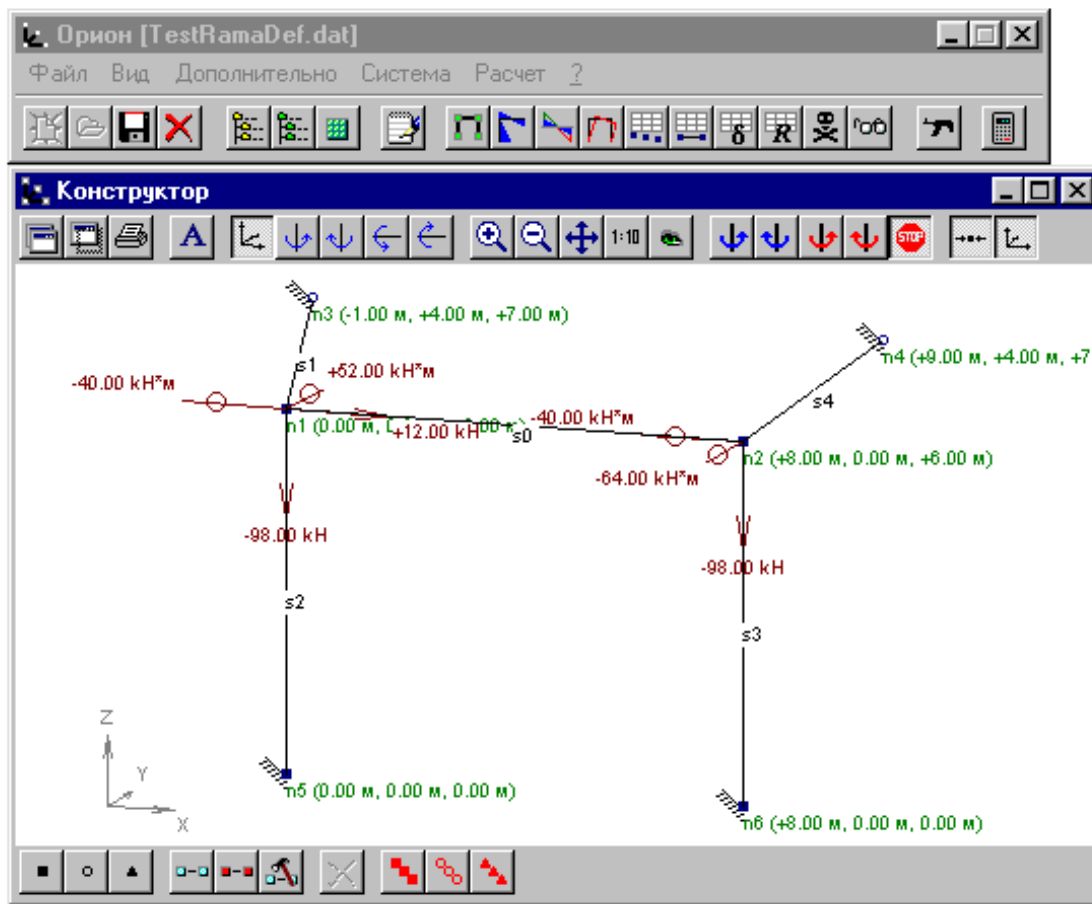 Орион [TestRamaDef.dat]
Файл Вид Дополнительно Система Расчет ?
δ R
Конструктор
A 1:10 STOP
n3 (-1.00 м, +4.00 м, +7.00 м)
n4 (+9.00 м, +4.00 м, +7
s1
+52.00 kH*м
-40.00 kH*м
s4
n1 (0.00 м,
+12.00 kH
s0
-40.00 kH*м
n2 (+8.00 м, 0.00 м, +6.00 м)
-64.00 kH*м
-98.00 kH
-98.00 kH
s2
s3
Z
Y
X
n5 (0.00 м, 0.00 м, 0.00 м)
n6 (+8.00 м, 0.00 м, 0.00 м)